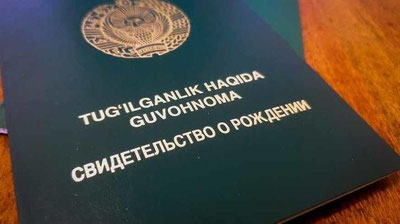 TUG‘ILGANLIK HAQIDA
GUVOHNOMA
СВИДЕТЕЛЬСТВО О РОЖДЕНИИ